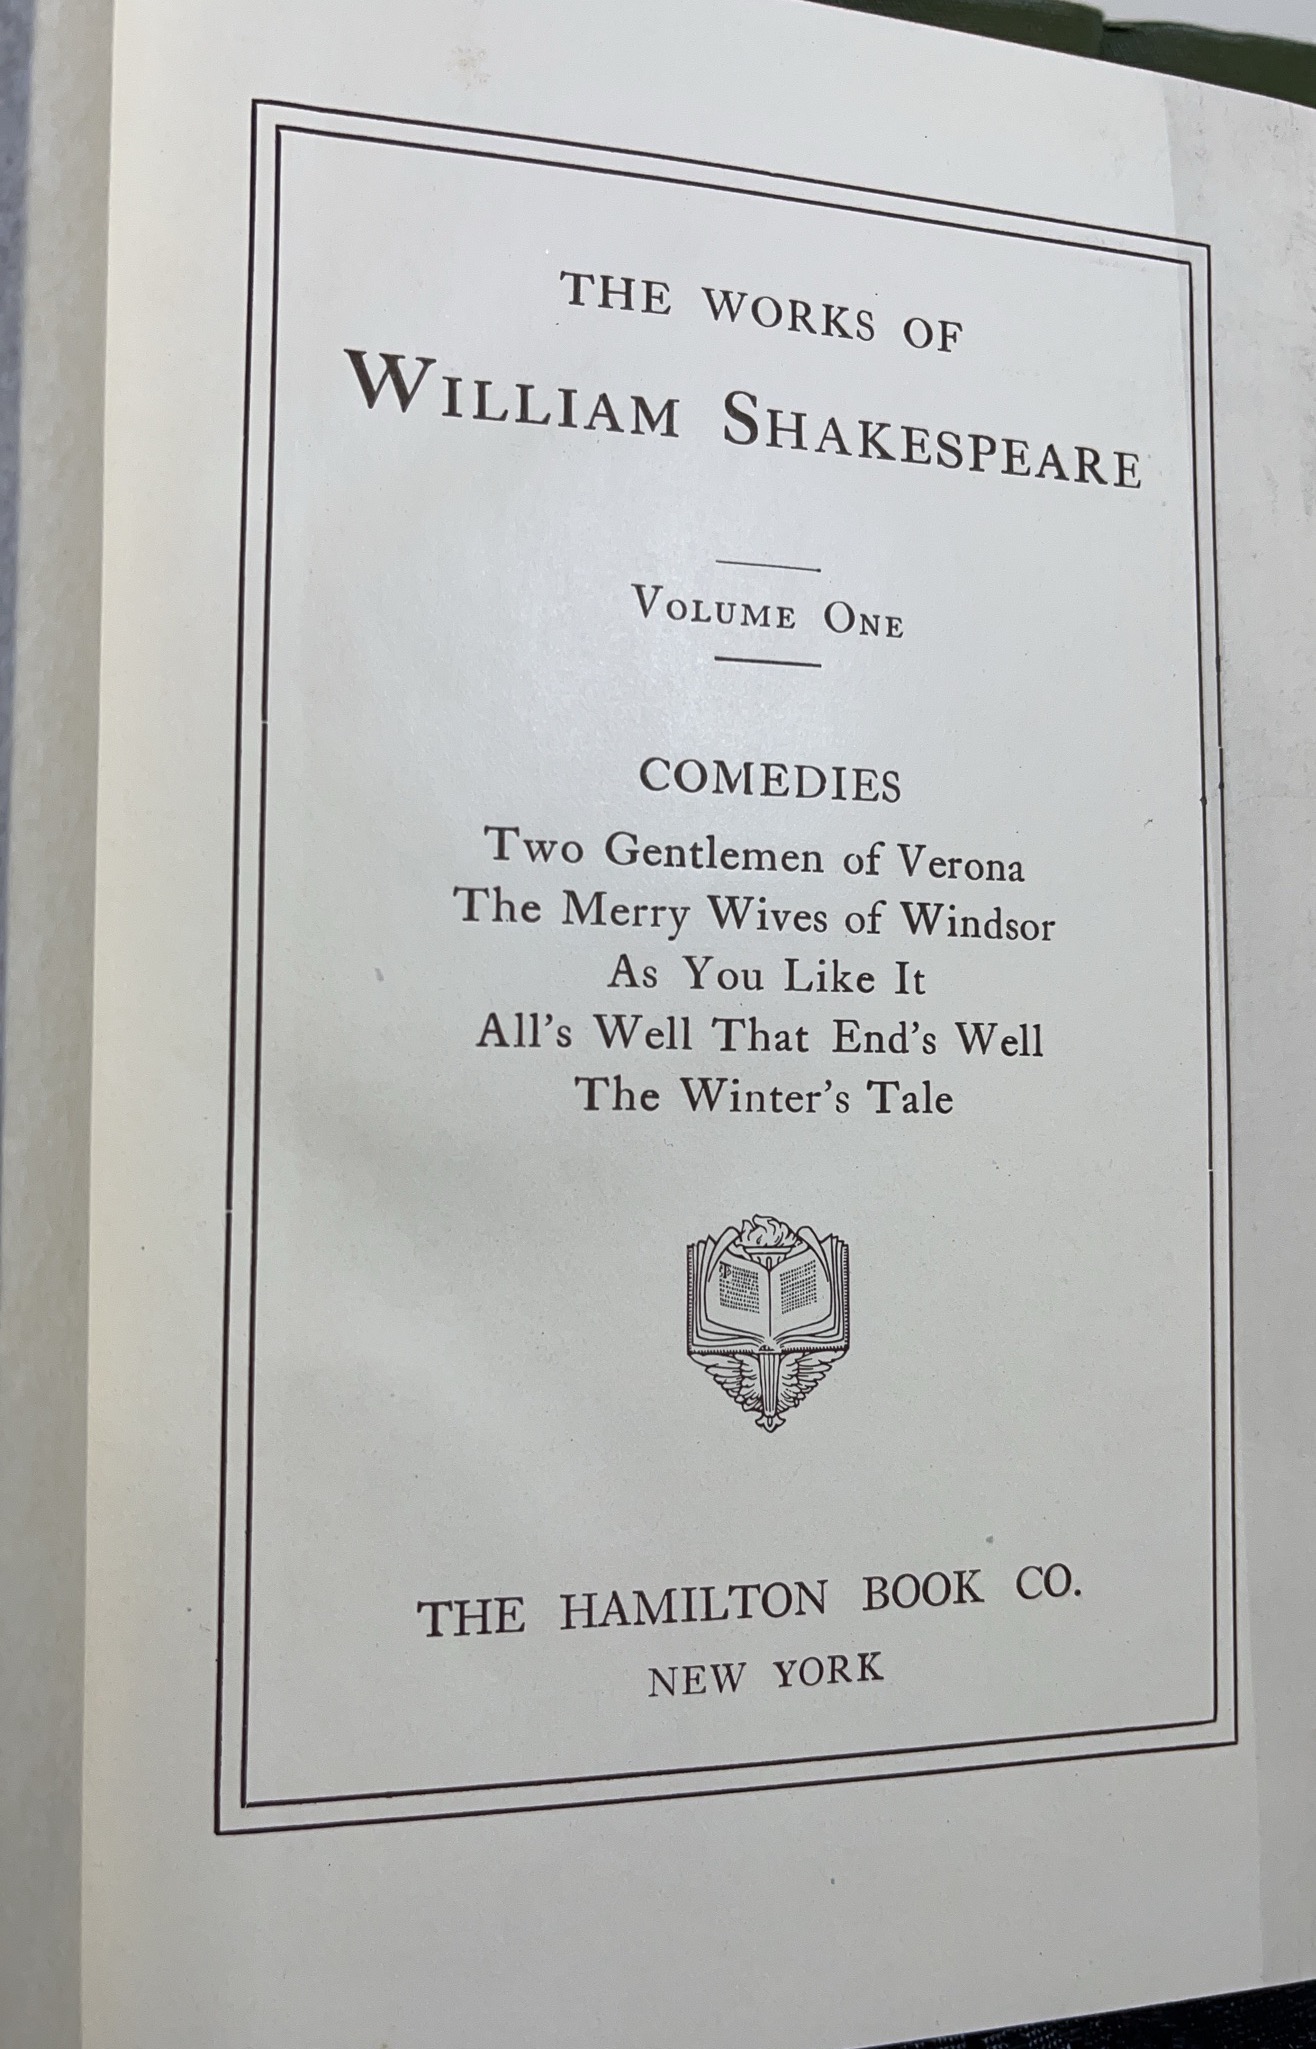 THE WORKS OF
WILLIAM SHAKESPEARE
VOLUME ONE
COMEDIES
Two Gentlemen of Verona
The Merry Wives of Windsor
As You Like It
All's Well That End's Well
The Winter's Tale
THE HAMILTON BOOK CO.
NEW YORK